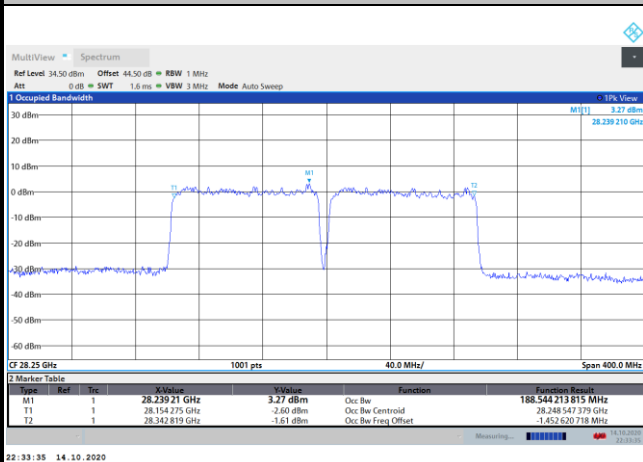 MultiView Spectrum
Ref Level 34.50 dBm Offset 44.50 dB RBW 1 MHz
Att 0 dB SWT 1.6 ms VBW 3 MHz Mode Auto Sweep
1 Occupied Bandwidth 1Pk View
M1[1] 3.27 dBm
28.239 210 GHz
30 dBm
20 dBm
10 dBm
M1
T1 T2
0 dBm
-10 dBm
-20 dBm
-30 dBm
-40 dBm
-50 dBm
-60 dBm
CF 28.25 GHz 1001 pts 40.0 MHz/ Span 400.0 MHz
2 Marker Table
Type Ref Trc X-Value Y-Value Function Function Result
M1 1 28.239 21 GHz 3.27 dBm Occ Bw 188.544 213 815 MHz
T1 1 28.154 275 GHz -2.60 dBm Occ Bw Centroid 28.248 547 379 GHz
T2 1 28.342 819 GHz -1.61 dBm Occ Bw Freq Offset -1.452 620 718 MHz
Measuring... 14.10.2020
22:33:35
22:33:35 14.10.2020